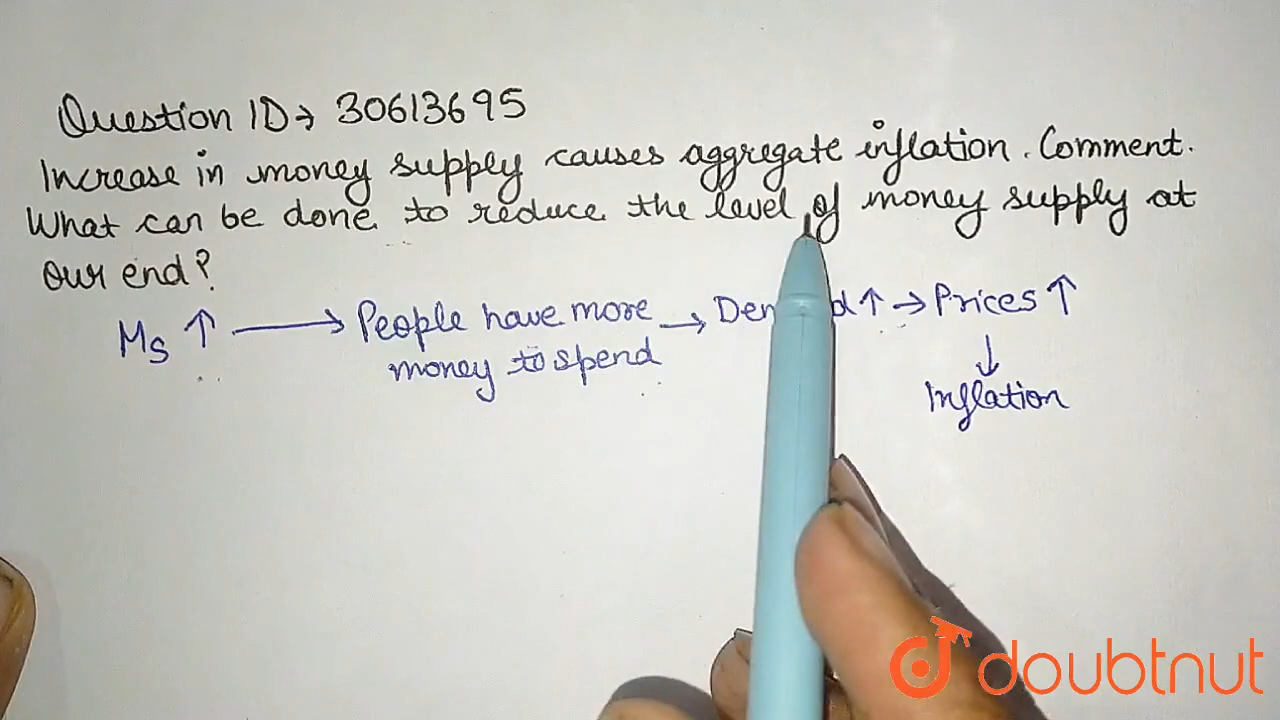 Question ID→ 30613695
Increase in money supply causes aggregate inflation. Comment.
What can be done to reduce the level of money supply at
our end?
Ms ↑ → People have more money to spend → ↑ → Prices ↑
↓
Inflation
doubtnut